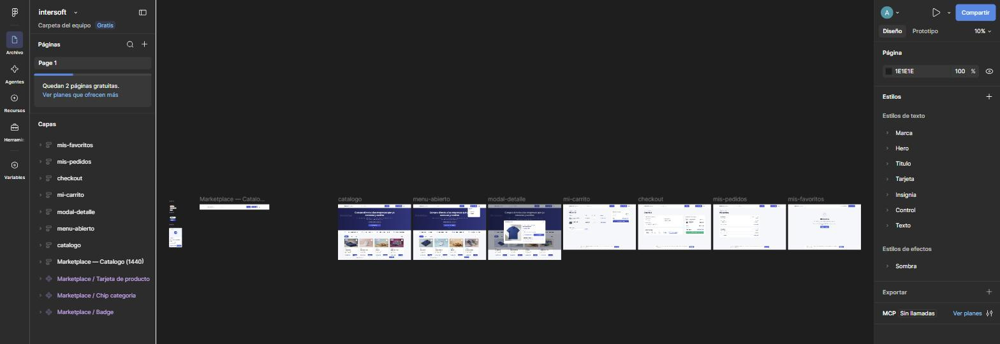 intersoft
Carpeta del equipo Gratis
Archivo
Agentes
Recursos
Herramie
Variables
Páginas
Page 1
Quedan 2 páginas gratuitas.
Ver planes que ofrecen más
Capas
mis-favoritos
mis-pedidos
checkout
mi-carrito
modal-detalle
menu-abierto
catalogo
Marketplace — Catalogo (1440)
Marketplace / Tarjeta de producto
Marketplace / Chip categoria
Marketplace / Badge
Marketplace — Catalo...
catalogo
menu-abierto
modal-detalle
mi-carrito
checkout
mis-pedidos
mis-favoritos
A
Compartir
Diseño Prototipo 10%
Página
1E1E1E 100 %
Estilos
Estilos de texto
Marca
Hero
Titulo
Tarjeta
Insignia
Control
Texto
Estilos de efectos
Sombra
Exportar
MCP Sin llamadas Ver planes